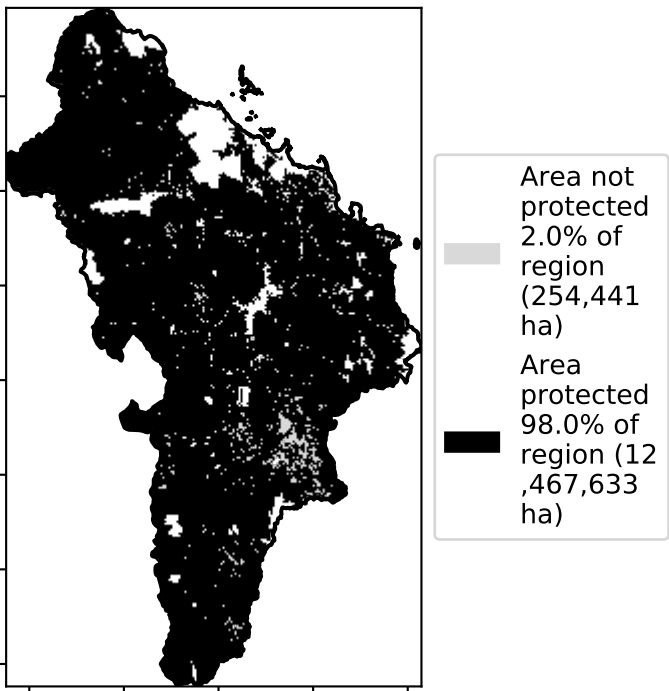 Area not
protected
2.0% of
region
(254,441
ha)
Area
protected
98.0% of
region (12
,467,633
ha)